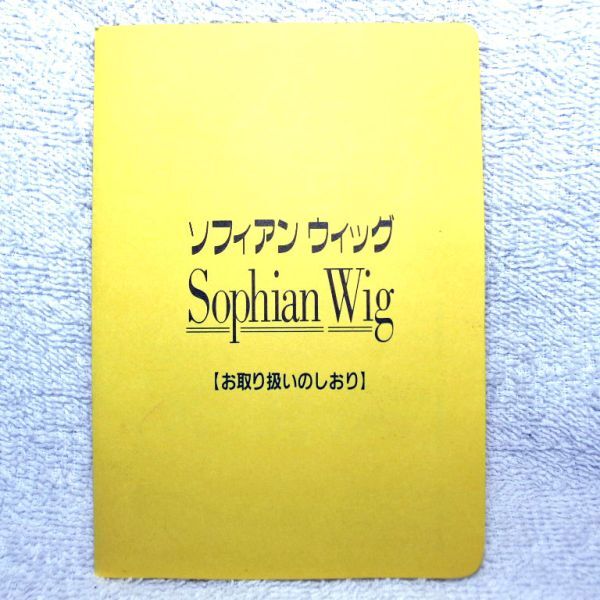 ソフィアン ウィッグ
Sophian Wig
【お取り扱いのしおり】